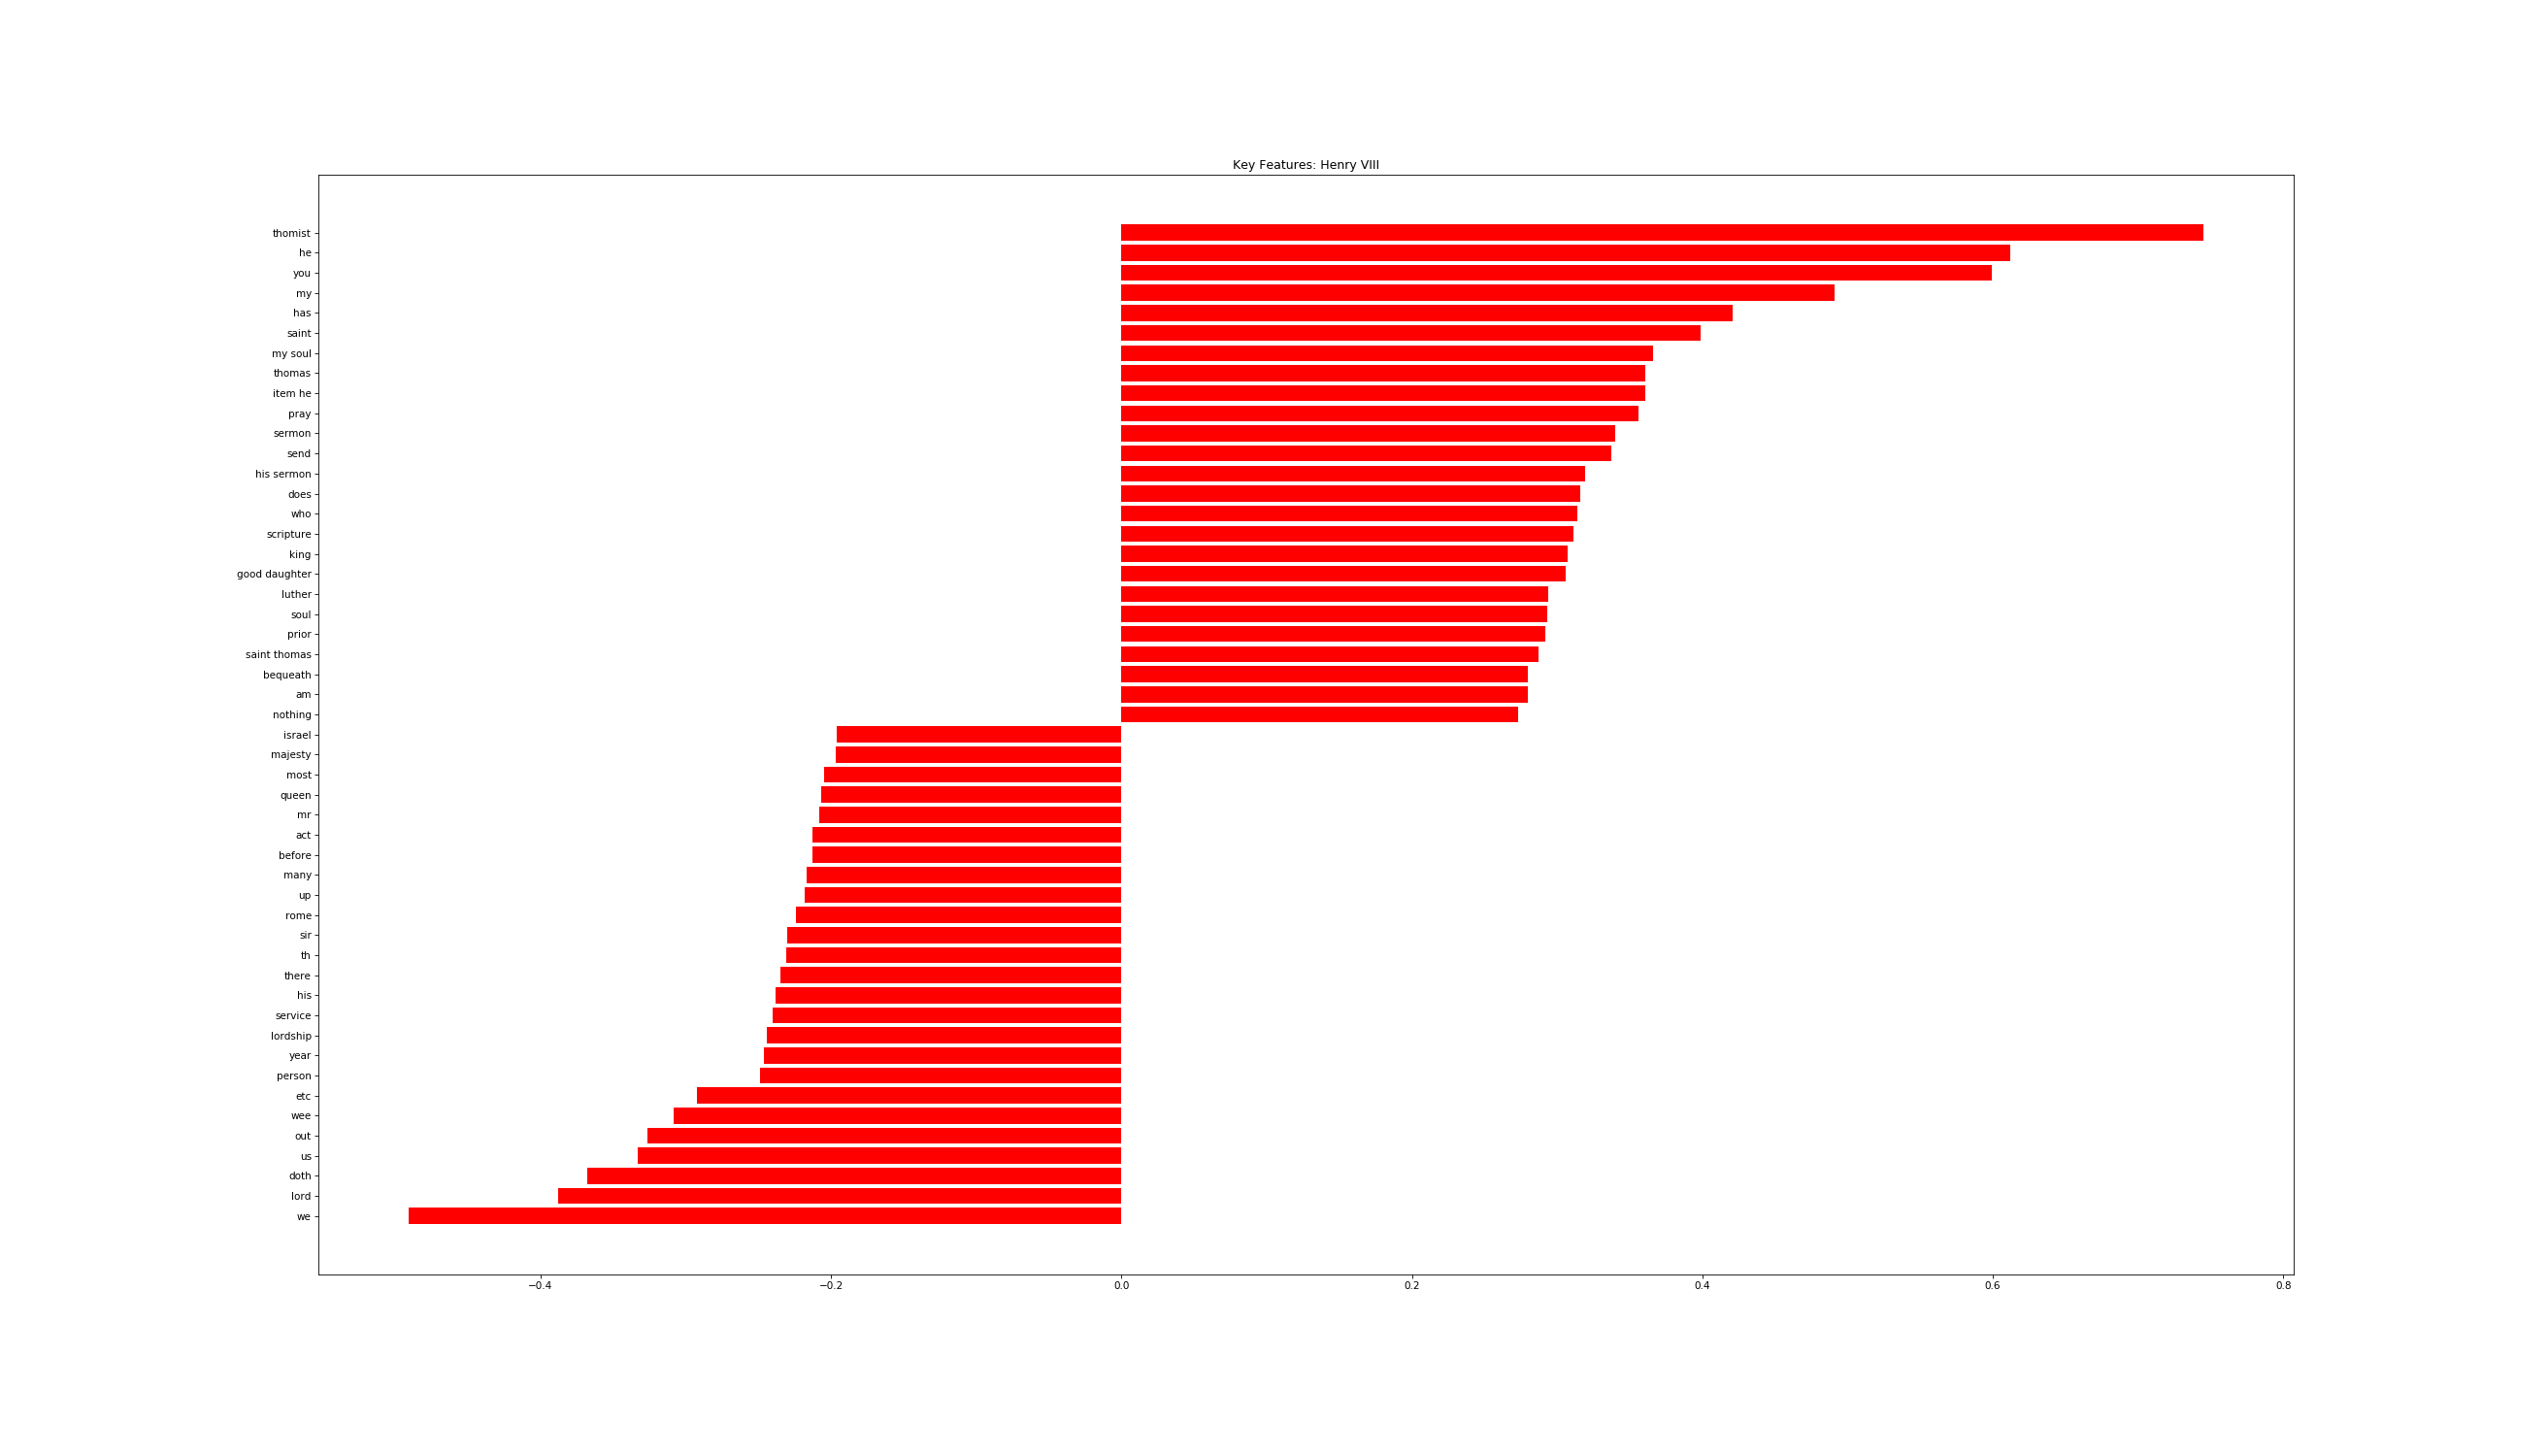 Key Features: Henry VIII
thomist
he
you
my
has
saint
my soul
thomas
item he
pray
sermon
send
his sermon
does
who
scripture
king
good daughter
luther
soul
prior
saint thomas
bequeath
am
nothing
israel
majesty
most
queen
mr
act
before
many
up
rome
sir
th
there
his
service
lordship
year
person
etc
wee
out
us
doth
lord
we
−0.4 −0.2 0.0 0.2 0.4 0.6 0.8